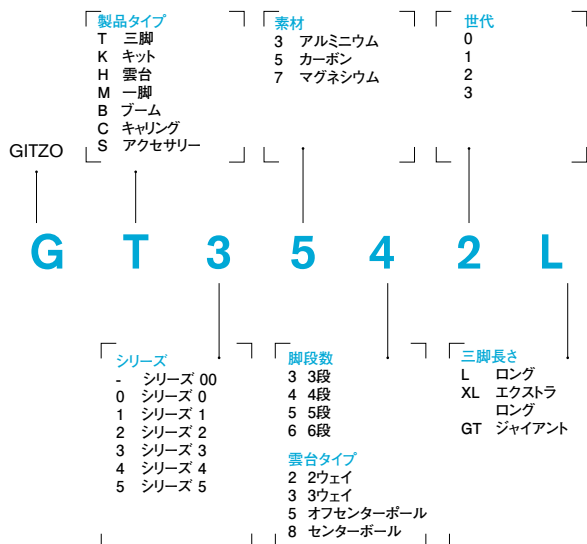 製品タイプ
T 三脚
K キット
H 雲台
M 一脚
B ブーム
C キャリング
S アクセサリー
素材
3 アルミニウム
5 カーボン
7 マグネシウム
世代
0
1
2
3
GITZO
G T 3 5 4 2 L
シリーズ
- シリーズ 00
0 シリーズ 0
1 シリーズ 1
2 シリーズ 2
3 シリーズ 3
4 シリーズ 4
5 シリーズ 5
脚段数
3 3段
4 4段
5 5段
6 6段
雲台タイプ
2 2ウェイ
3 3ウェイ
5 オフセンターポール
8 センターボール
三脚長さ
L ロング
XL エクストラ
ロング
GT ジャイアント